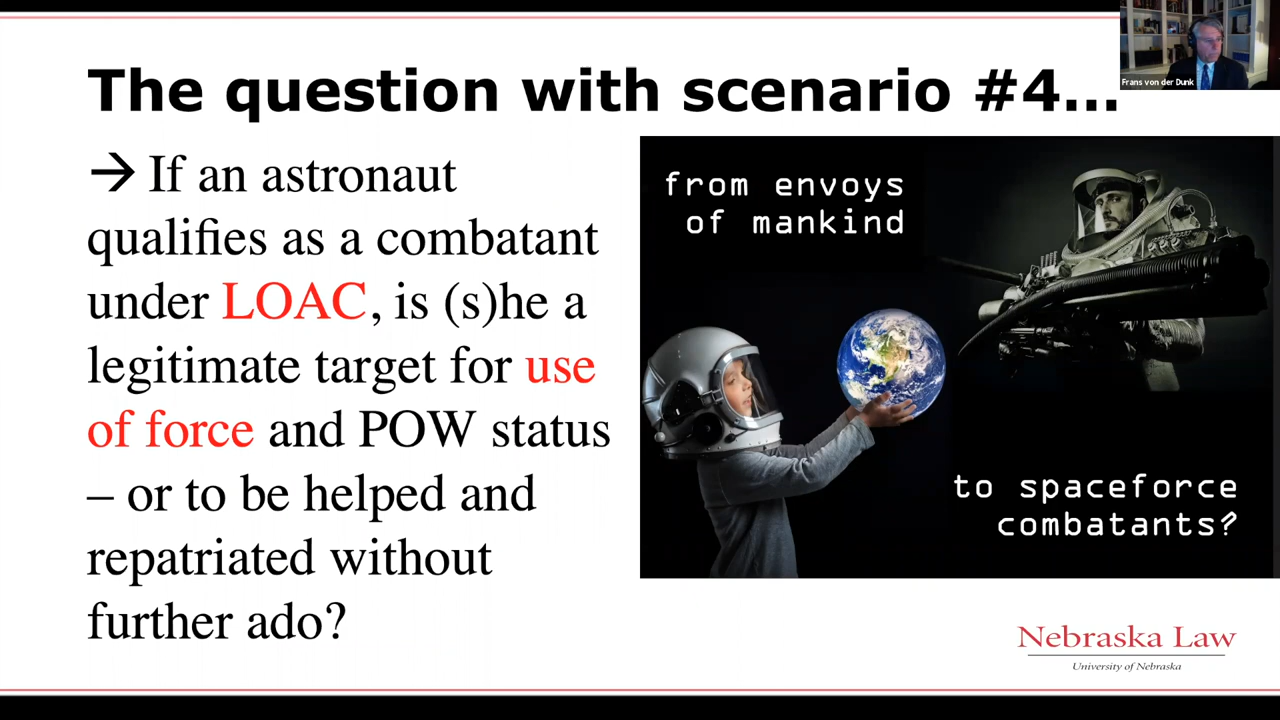 The question with scenario #4...
Frans von der Dunk
→ If an astronaut
qualifies as a combatant
under LOAC, is (s)he a
legitimate target for use
of force and POW status
– or to be helped and
repatriated without
further ado?
from envoys
of mankind
to spaceforce
combatants?
Nebraska Law
University of Nebraska